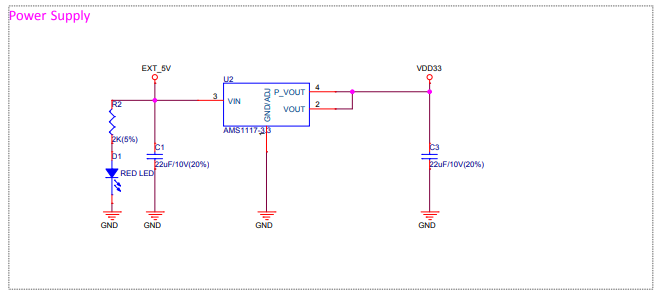 Power Supply
EXT_5V
VDD33
U2
3
VIN
P_VOUT
4
VOUT
2
GND/ADJ
1
AMS1117-3.3
R2
2K(5%)
D1
RED LED
C1
22uF/10V(20%)
C3
22uF/10V(20%)
GND
GND
GND
GND